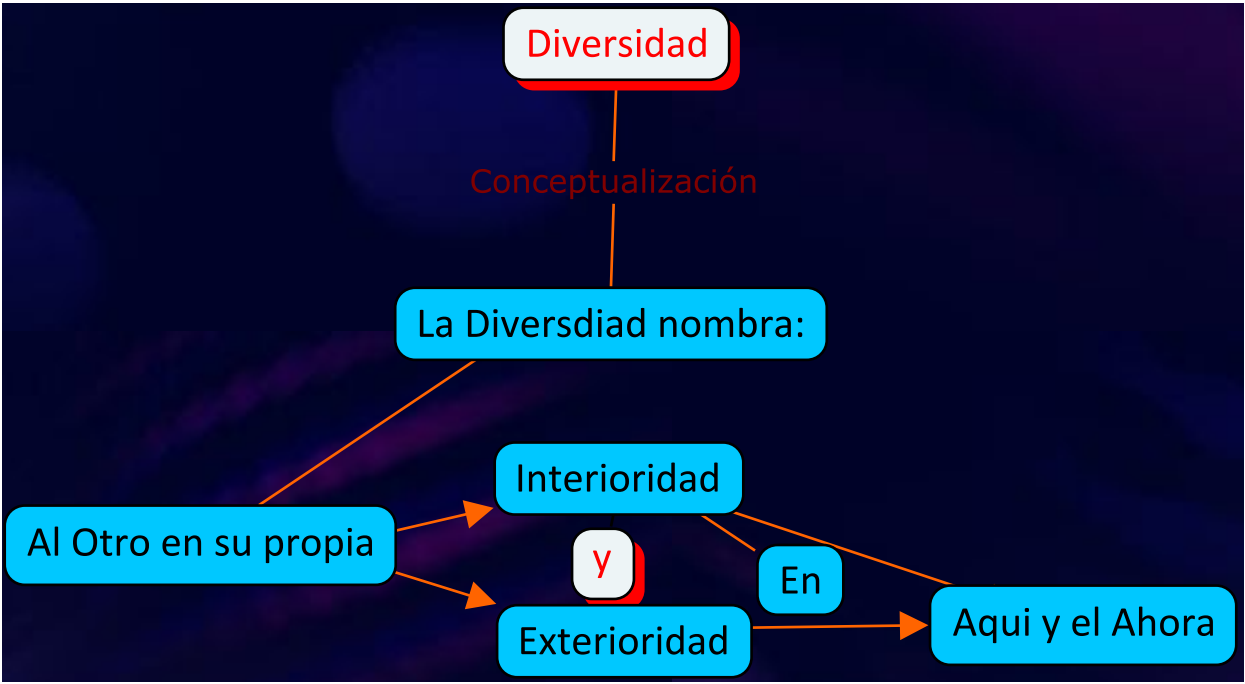 Diversidad
Conceptualización
La Diversdiad nombra:
Interioridad
Al Otro en su propia
y
En
Exterioridad
Aqui y el Ahora